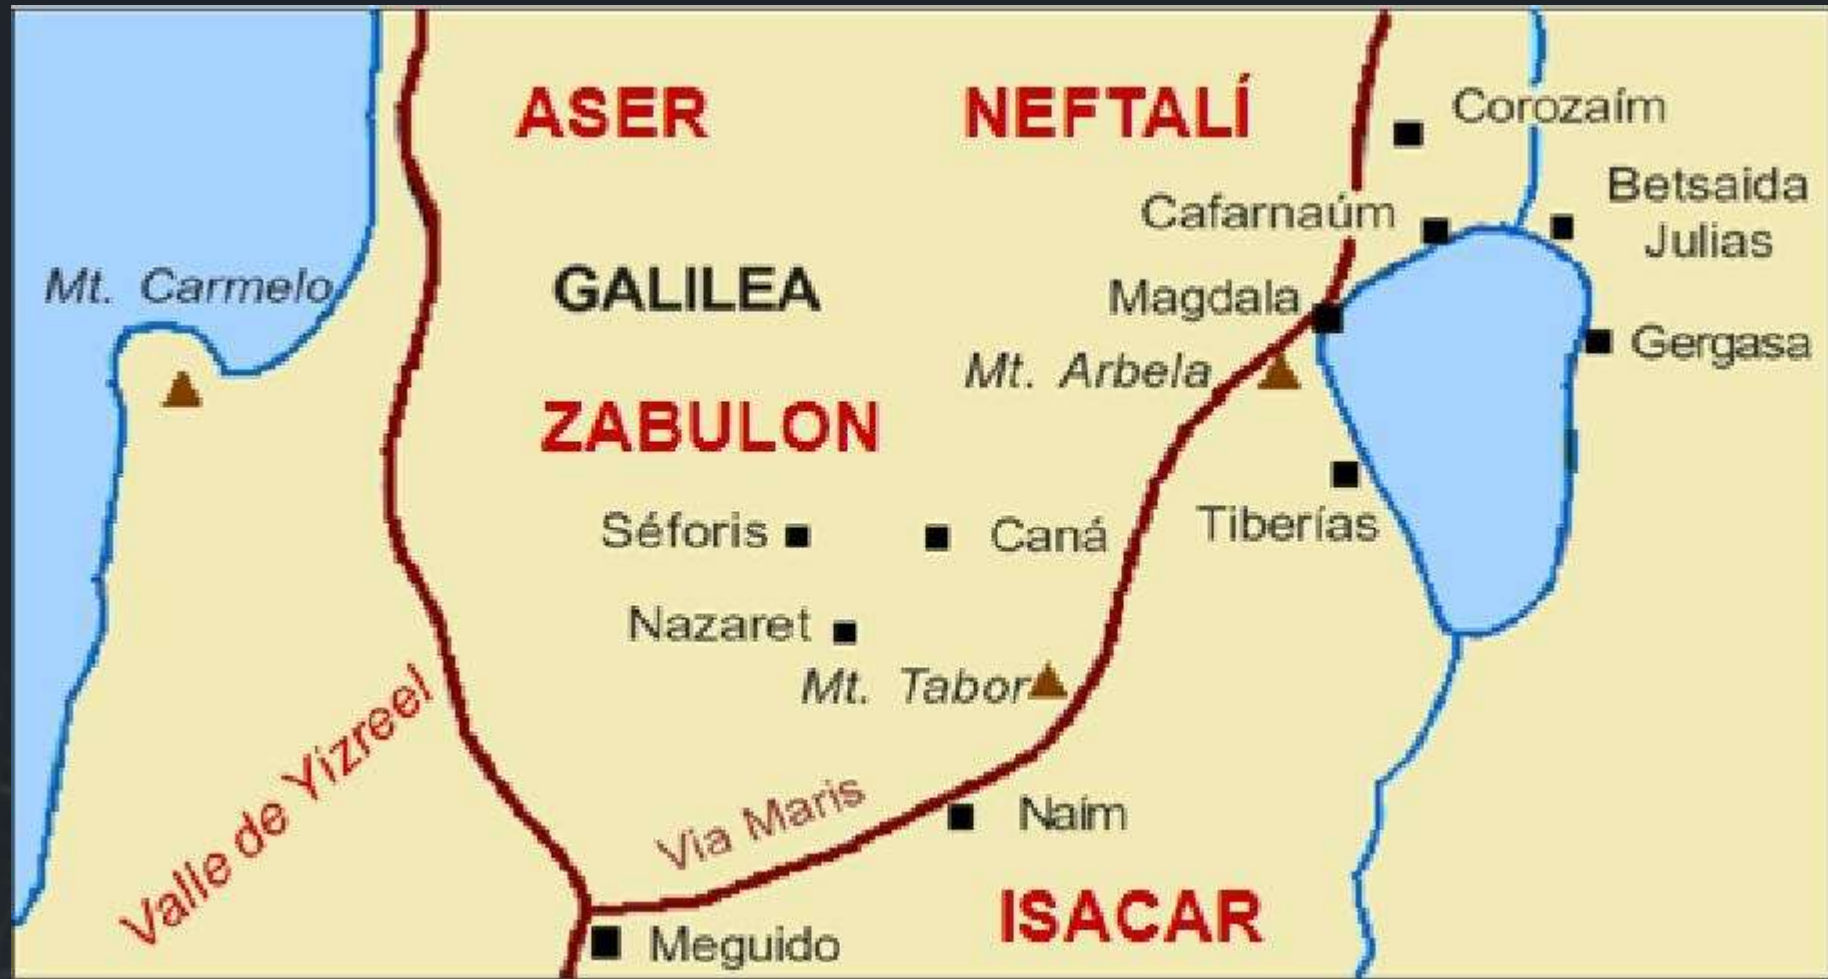 ASER
NEFTALÍ
Corozaím
Betsaida
Julias
Cafarnaúm
Mt. Carmelo
GALILEA
Magdala
Gergasa
Mt. Arbela
ZABULON
Séforis
Caná
Tiberías
Nazaret
Mt. Tabor
Valle de Yizreel
Via Maris
Naím
ISACAR
Meguido